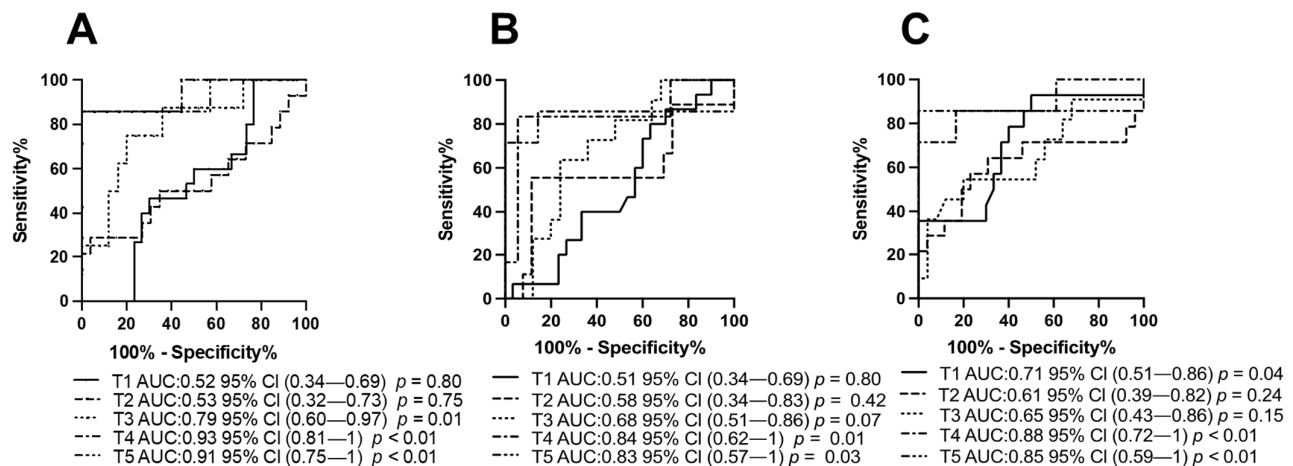 A
B
C
Sensitivity%
100
80
60
40
20
0
0 20 40 60 80 100
100% - Specificity%
T1 AUC:0.52 95% CI (0.34—0.69) p = 0.80
T2 AUC:0.53 95% CI (0.32—0.73) p = 0.75
T3 AUC:0.79 95% CI (0.60—0.97) p = 0.01
T4 AUC:0.93 95% CI (0.81—1) p < 0.01
T5 AUC:0.91 95% CI (0.75—1) p < 0.01
Sensitivity%
100
80
60
40
20
0
0 20 40 60 80 100
100% - Specificity%
T1 AUC:0.51 95% CI (0.34—0.69) p = 0.80
T2 AUC:0.58 95% CI (0.34—0.83) p = 0.42
T3 AUC:0.68 95% CI (0.51—0.86) p = 0.07
T4 AUC:0.84 95% CI (0.62—1) p = 0.01
T5 AUC:0.83 95% CI (0.57—1) p = 0.03
Sensitivity%
100
80
60
40
20
0
0 20 40 60 80 100
100% - Specificity%
T1 AUC:0.71 95% CI (0.51—0.86) p = 0.04
T2 AUC:0.61 95% CI (0.39—0.82) p = 0.24
T3 AUC:0.65 95% CI (0.43—0.86) p = 0.15
T4 AUC:0.88 95% CI (0.72—1) p < 0.01
T5 AUC:0.85 95% CI (0.59—1) p < 0.01